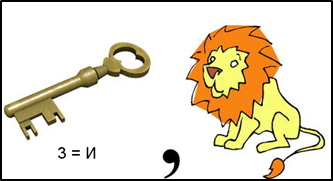 3 = И
,